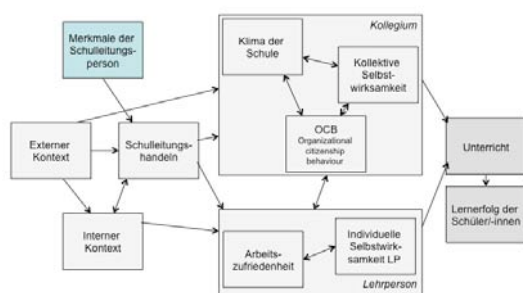 Kollegium
Merkmale der
Schulleitungs-
person
Klima der
Schule
Kollektive
Selbst-
wirksamkeit
Externer
Kontext
Schulleitungs-
handeln
OCB
Organizational
citizenship
behaviour
Unterricht
Lernerfolg der
Schüler/-innen
Interner
Kontext
Arbeits-
zufriedenheit
Individuelle
Selbstwirk-
samkeit LP
Lehrperson